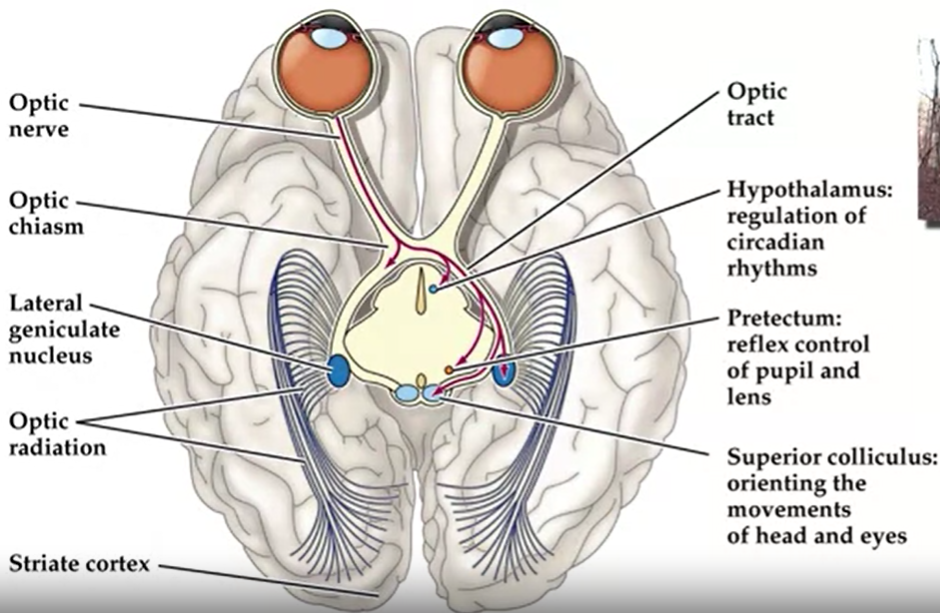 Optic
nerve
Optic
chiasm
Lateral
geniculate
nucleus
Optic
radiation
Striate cortex
Optic
tract
Hypothalamus:
regulation of
circadian
rhythms
Pretectum:
reflex control
of pupil and
lens
Superior colliculus:
orienting the
movements
of head and eyes